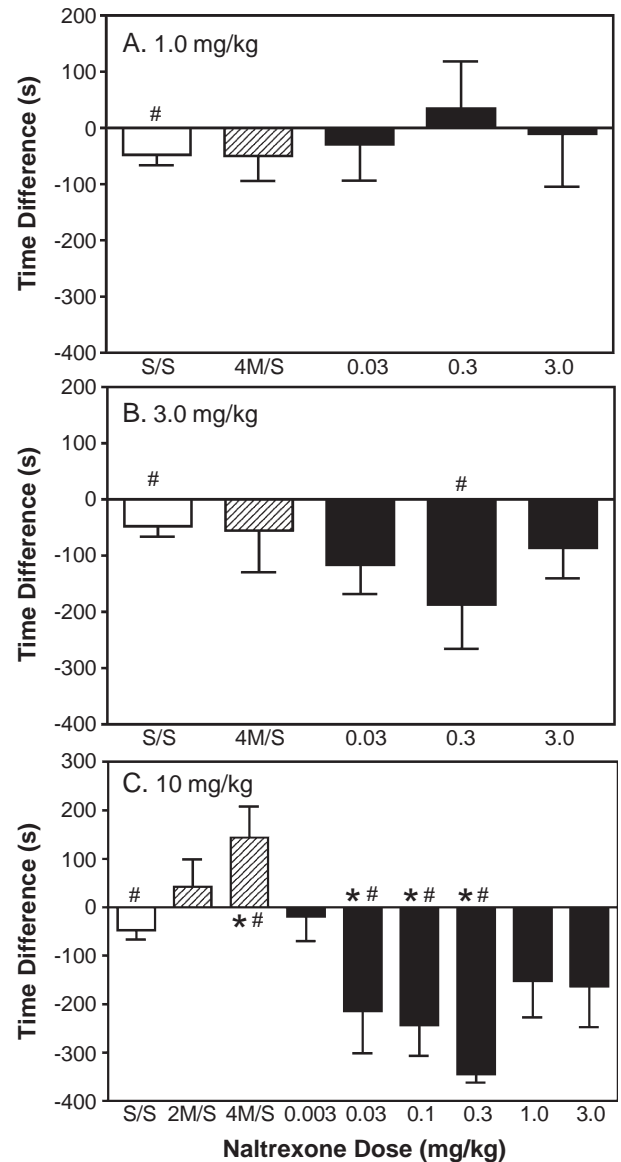 200
A. 1.0 mg/kg
100
#
0
-100
-200
-300
-400
Time Difference (s)
S/S 4M/S 0.03 0.3 3.0
200
B. 3.0 mg/kg
100
# #
0
-100
-200
-300
-400
Time Difference (s)
S/S 4M/S 0.03 0.3 3.0
300
C. 10 mg/kg
200
100
# * # * # * #
0
* #
-100
-200
-300
-400
Time Difference (s)
S/S 2M/S 4M/S 0.003 0.03 0.1 0.3 1.0 3.0
Naltrexone Dose (mg/kg)